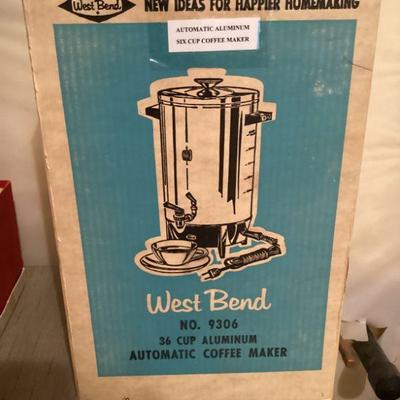 West Bend
NEW IDEAS FOR HAPPIER HOMEMAKING
AUTOMATIC ALUMINUM
SIX CUP COFFEE MAKER
West Bend
NO. 9306
36 CUP ALUMINUM
AUTOMATIC COFFEE MAKER